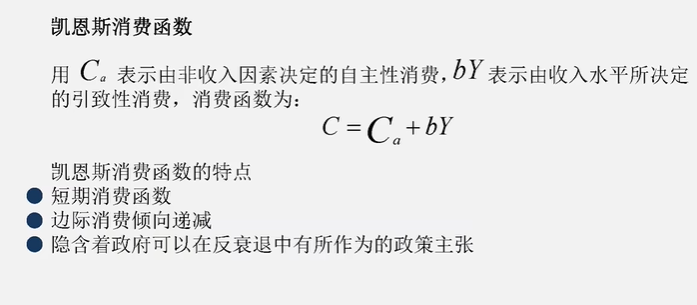 凯恩斯消费函数
用 Cₐ 表示由非收入因素决定的自主性消费, bY 表示由收入水平所决定
的引致性消费，消费函数为：
C = Cₐ + bY
凯恩斯消费函数的特点
● 短期消费函数
● 边际消费倾向递减
● 隐含着政府可以在反衰退中有所作为的政策主张